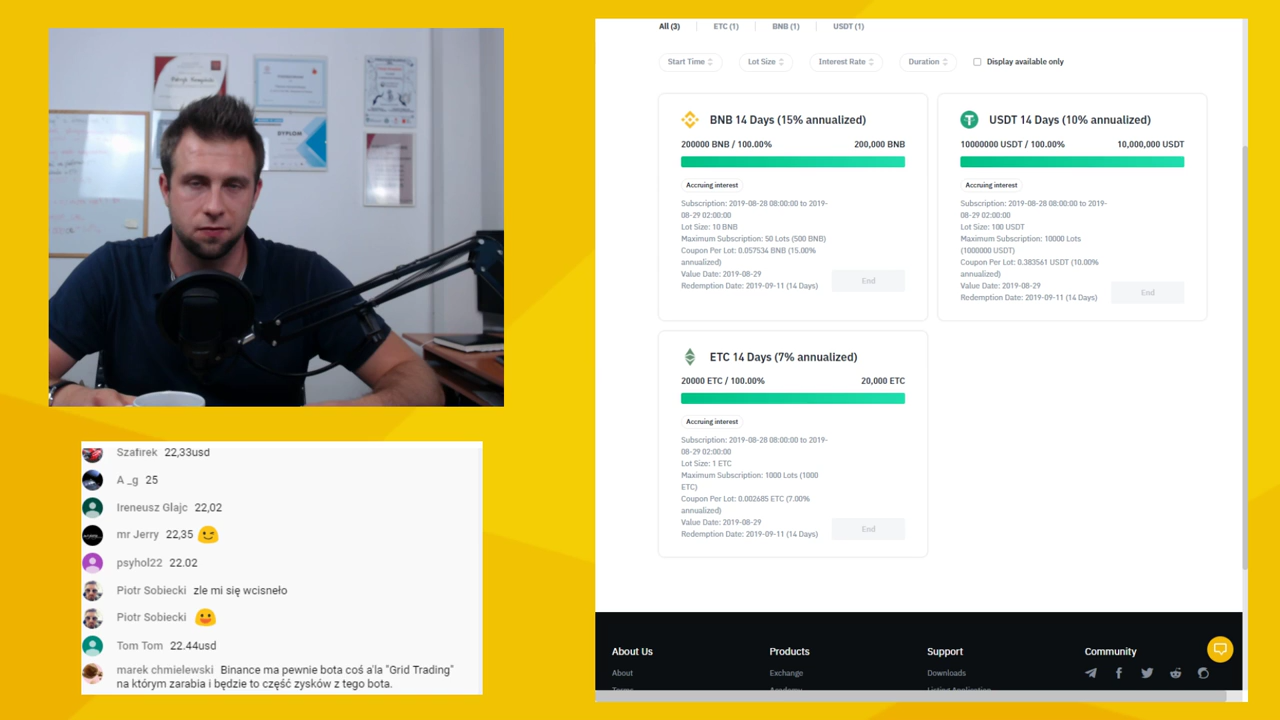 DYPLOM
Szafirek 22,33usd
A _g 25
Ireneusz Głajc 22,02
mr Jerry 22,35
psyhol22 22.02
Piotr Sobiecki zle mi się wcisneło
Piotr Sobiecki
Tom Tom 22.44usd
marek chmielewski Binance ma pewnie bota coś a'la "Grid Trading"
na którym zarabia i będzie to część zysków z tego bota.
All (3) ETC (1) BNB (1) USDT (1)
Start Time Lot Size Interest Rate Duration Display available only
BNB 14 Days (15% annualized)
200000 BNB / 100.00% 200,000 BNB
Accruing interest
Subscription: 2019-08-28 08:00:00 to 2019-
08-29 02:00:00
Lot Size: 10 BNB
Maximum Subscription: 50 Lots (500 BNB)
Coupon Per Lot: 0.057534 BNB (15.00%
annualized)
Value Date: 2019-08-29
Redemption Date: 2019-09-11 (14 Days)
End
USDT 14 Days (10% annualized)
10000000 USDT / 100.00% 10,000,000 USDT
Accruing interest
Subscription: 2019-08-28 08:00:00 to 2019-
08-29 02:00:00
Lot Size: 100 USDT
Maximum Subscription: 10000 Lots
(1000000 USDT)
Coupon Per Lot: 0.383561 USDT (10.00%
annualized)
Value Date: 2019-08-29
Redemption Date: 2019-09-11 (14 Days)
End
ETC 14 Days (7% annualized)
20000 ETC / 100.00% 20,000 ETC
Accruing interest
Subscription: 2019-08-28 08:00:00 to 2019-
08-29 02:00:00
Lot Size: 1 ETC
Maximum Subscription: 1000 Lots (1000
ETC)
Coupon Per Lot: 0.002685 ETC (7.00%
annualized)
Value Date: 2019-08-29
Redemption Date: 2019-09-11 (14 Days)
End
About Us Products Support Community
About Exchange Downloads